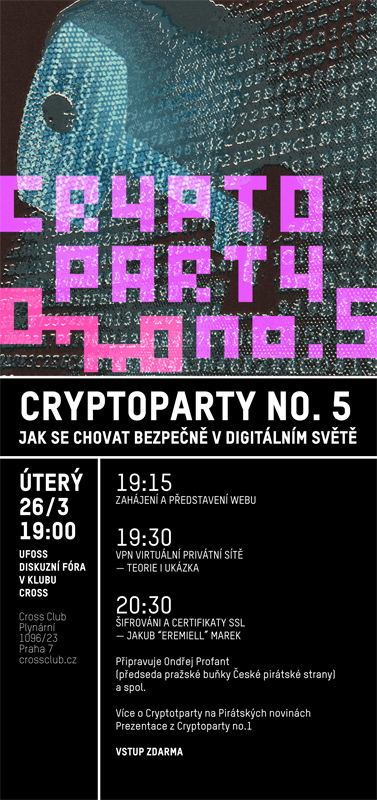 CRYPTO
PARTY
no.5
CRYPTOPARTY NO. 5
JAK SE CHOVAT BEZPEČNĚ V DIGITÁLNÍM SVĚTĚ
ÚTERÝ
26/3
19:00
UFOSS
DISKUZNÍ FÓRA
V KLUBU
CROSS
Cross Club
Plynární
1096/23
Praha 7
crossclub.cz
19:15
ZAHÁJENÍ A PŘEDSTAVENÍ WEBU
19:30
VPN VIRTUÁLNÍ PRIVÁTNÍ SÍTĚ
— TEORIE I UKÁZKA
20:30
ŠIFROVÁNI A CERTIFIKATY SSL
— JAKUB "EREMIELL" MAREK
Připravuje Ondřej Profant
(předseda pražské buňky České pirátské strany)
a spol.
Více o Cryptotparty na Pirátských novinách
Prezentace z Cryptoparty no.1
VSTUP ZDARMA